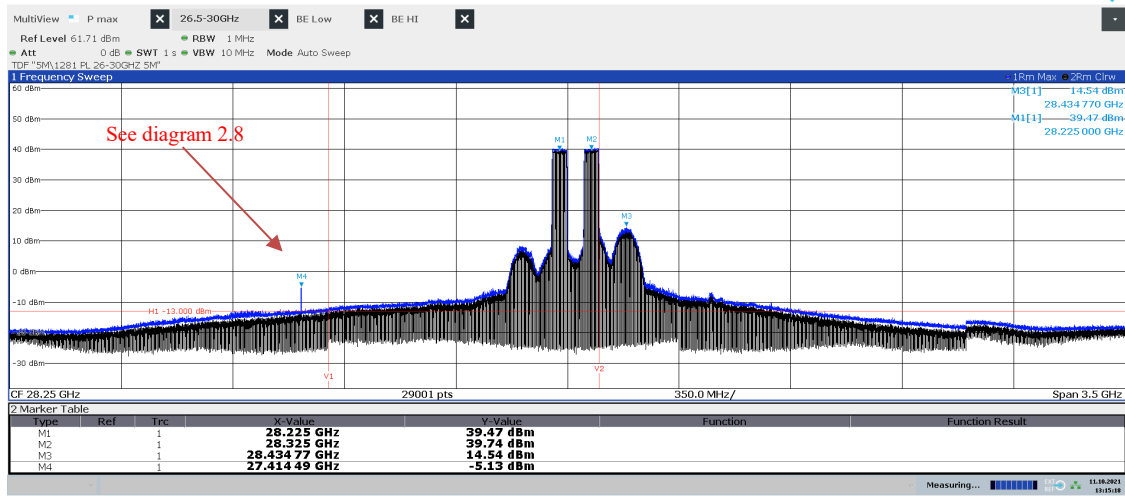 MultiView P max 26.5-30GHz BE Low BE HI
Ref Level 61.71 dBm RBW 1 MHz
Att 0 dB SWT 1 s VBW 10 MHz Mode Auto Sweep
TDF "5M\1281 PL 26-30GHZ 5M"
1 Frequency Sweep 1Rm Max 2Rm Clrw
60 dBm
M3[1] 14.54 dBm
28.434 770 GHz
50 dBm
M1[1] 39.47 dBm
28.225 000 GHz
See diagram 2.8
M1 M2
40 dBm
30 dBm
20 dBm
M3
10 dBm
0 dBm
M4
-10 dBm
H1 -13.000 dBm
-30 dBm
V1 V2
CF 28.25 GHz 29001 pts 350.0 MHz/ Span 3.5 GHz
2 Marker Table
Type Ref Trc X-Value Y-Value Function Function Result
M1 1 28.225 GHz 39.47 dBm
M2 1 28.325 GHz 39.74 dBm
M3 1 28.434 77 GHz 14.54 dBm
M4 1 27.414 49 GHz -5.13 dBm
Measuring... 11.10.2021
13:15:18